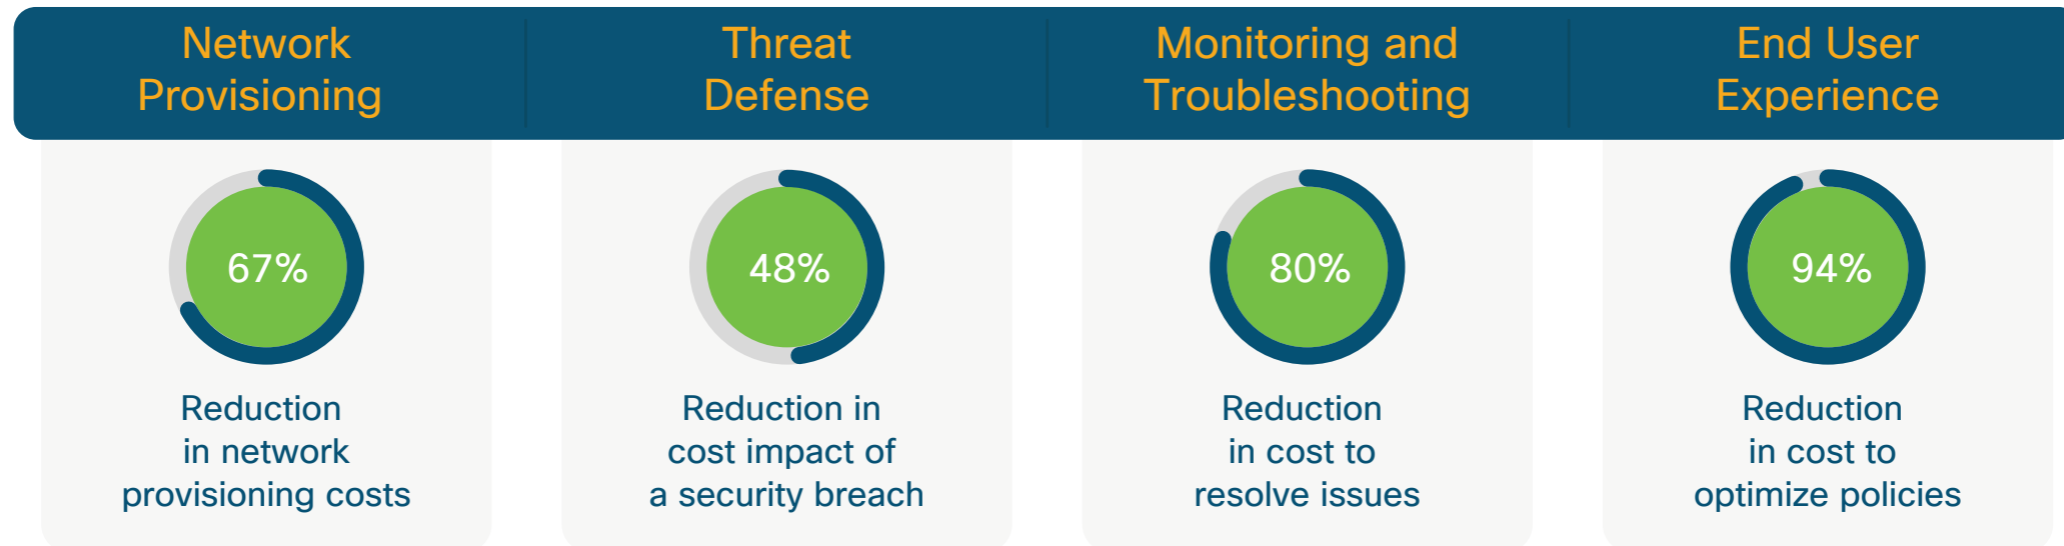 Network
Provisioning
Threat
Defense
Monitoring and
Troubleshooting
End User
Experience
67%
Reduction
in network
provisioning costs
48%
Reduction in
cost impact of
a security breach
80%
Reduction
in cost to
resolve issues
94%
Reduction
in cost to
optimize policies